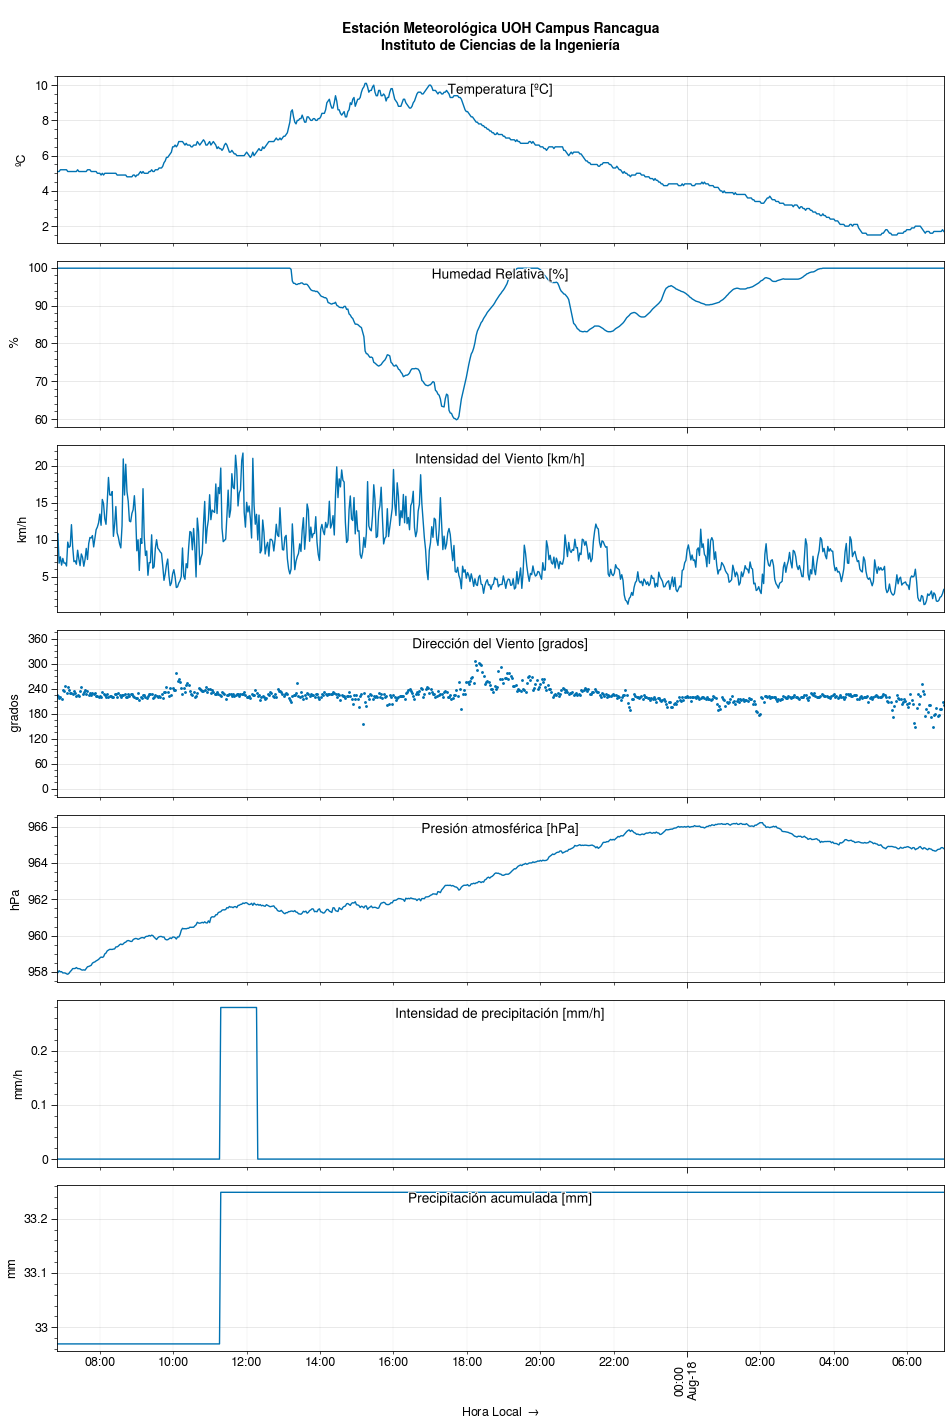 Estación Meteorológica UOH Campus Rancagua
Instituto de Ciencias de la Ingeniería
Temperatura [ºC]
10
8
6
4
2
ºC
Humedad Relativa [%]
100
90
80
70
60
%
Intensidad del Viento [km/h]
20
15
10
5
km/h
Dirección del Viento [grados]
360
300
240
180
120
60
0
grados
Presión atmosférica [hPa]
966
964
962
960
958
hPa
Intensidad de precipitación [mm/h]
0.2
0.1
0
mm/h
Precipitación acumulada [mm]
33.2
33.1
33
mm
08:00 10:00 12:00 14:00 16:00 18:00 20:00 22:00 00:00 02:00 04:00 06:00
Aug-18
Hora Local →